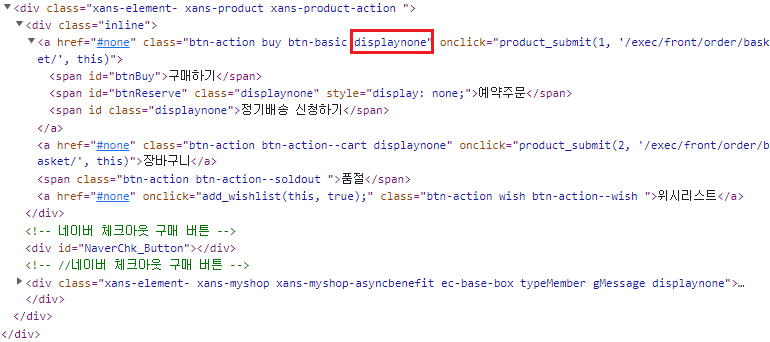 <div class="xans-element- xans-product xans-product-action ">
<div class="inline">
<a href="#none" class="btn-action buy btn-basic displaynone" onclick="product_submit(1, '/exec/front/order/bask
et/', this)">
<span id="btnBuy">구매하기</span>
<span id="btnReserve" class="displaynone" style="display: none;">예약주문</span>
<span id class="displaynone">정기배송 신청하기</span>
</a>
<a href="#none" class="btn-action btn-action--cart displaynone" onclick="product_submit(2, '/exec/front/order/b
asket/', this)">장바구니</a>
<span class="btn-action btn-action--soldout ">품절</span>
<a href="#none" onclick="add_wishlist(this, true);" class="btn-action wish btn-action--wish ">위시리스트</a>
</div>
<!-- 네이버 체크아웃 구매 버튼 -->
<div id="NaverChk_Button"></div>
<!-- //네이버 체크아웃 구매 버튼 -->
<div class="xans-element- xans-myshop xans-myshop-asyncbenefit ec-base-box typeMember gMessage displaynone">…
</div>
</div>
</div>